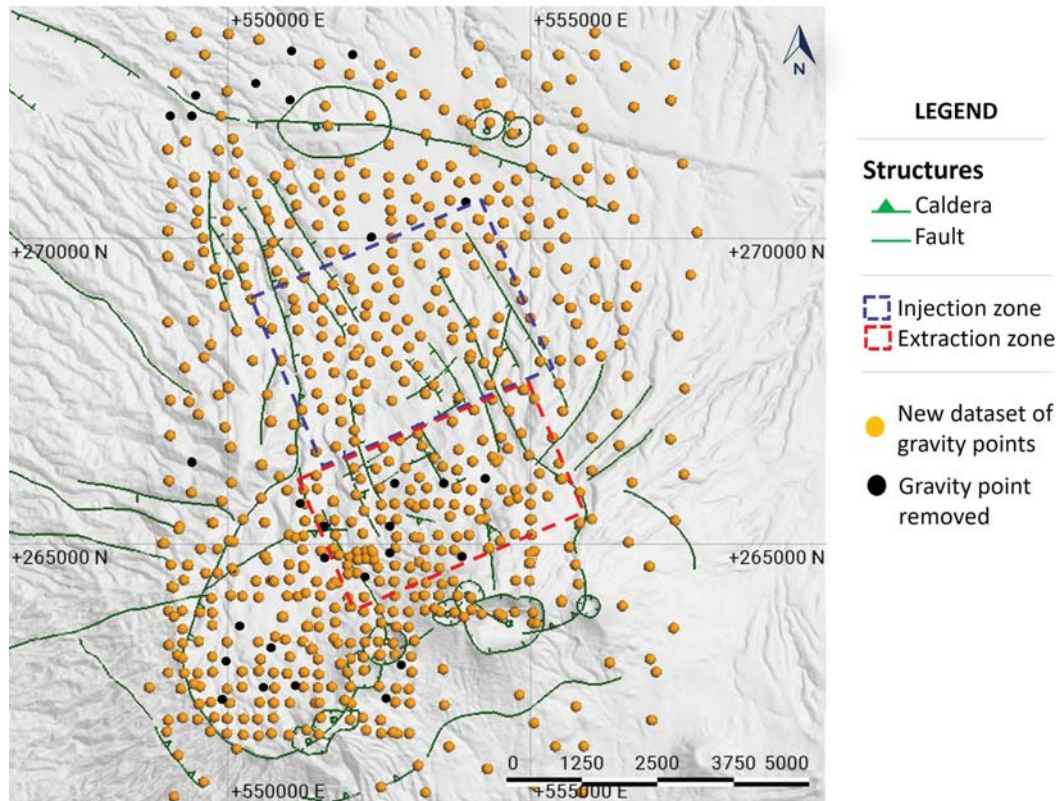 +550000 E
+555000 E
N
+270000 N
+270000 N
+265000 N
+265000 N
0 1250 2500 3750 5000
+550000 E
+555000 E
LEGEND
Structures
Caldera
Fault
Injection zone
Extraction zone
New dataset of
gravity points
Gravity point
removed